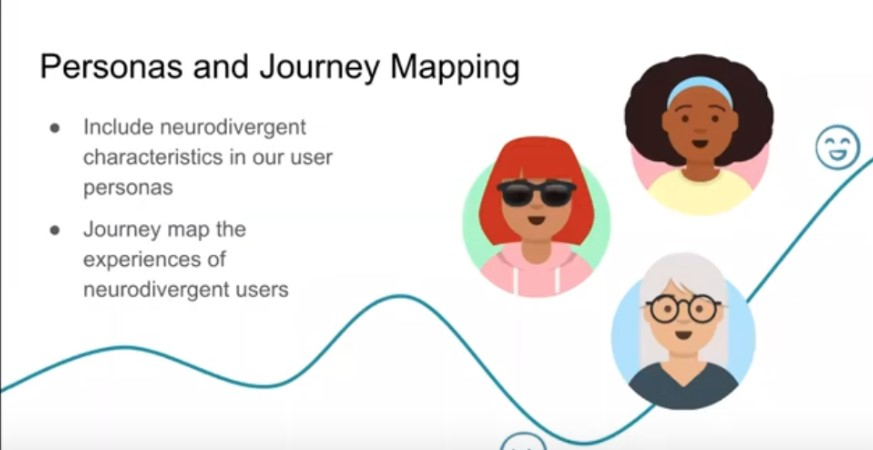 Personas and Journey Mapping
● Include neurodivergent
characteristics in our user
personas
● Journey map the
experiences of
neurodivergent users